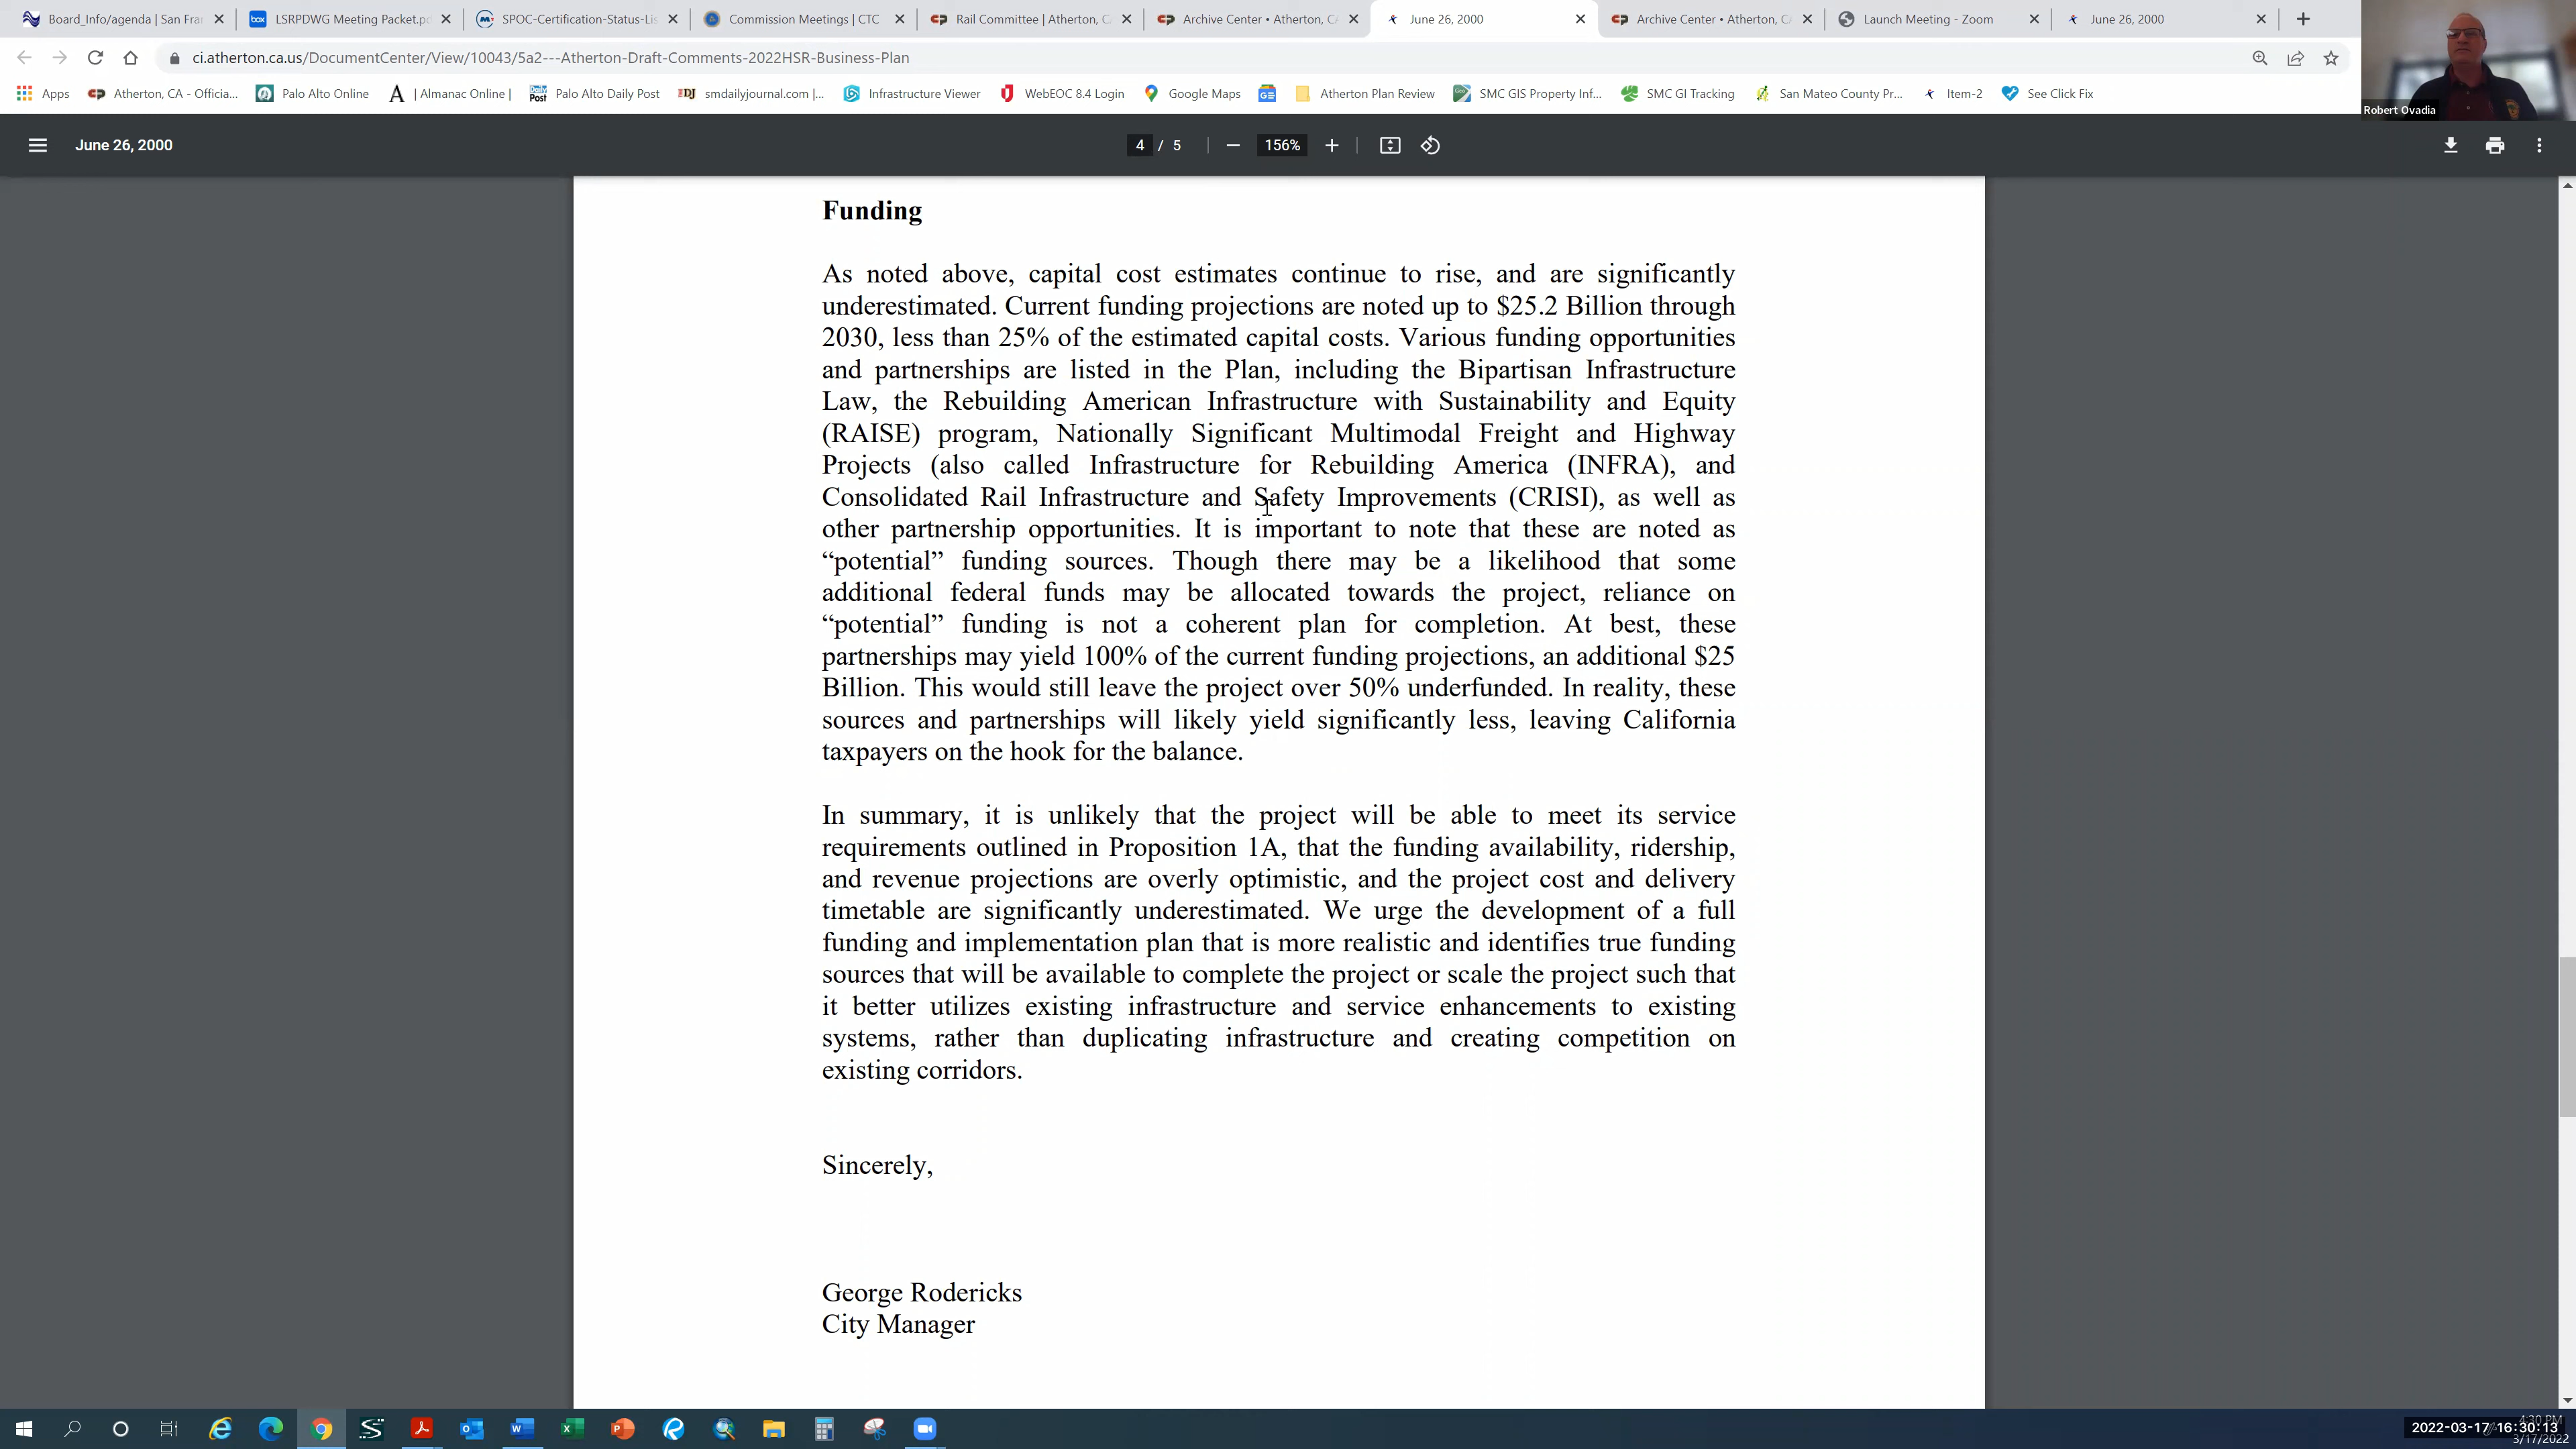 Board_Info/agenda | San Fra
LSRPDWG Meeting Packet.pd
SPOC-Certification-Status-Lis
Commission Meetings | CTC
Rail Committee | Atherton, C
Archive Center • Atherton, CA
June 26, 2000
Archive Center • Atherton, CA
Launch Meeting - Zoom
June 26, 2000
ci.atherton.ca.us/DocumentCenter/View/10043/5a2---Atherton-Draft-Comments-2022HSR-Business-Plan
Apps
Atherton, CA - Officia...
Palo Alto Online
| Almanac Online |
Palo Alto Daily Post
smdailyjournal.com |...
Infrastructure Viewer
WebEOC 8.4 Login
Google Maps
Atherton Plan Review
SMC GIS Property Inf...
SMC GI Tracking
San Mateo County Pr...
Item-2
See Click Fix
Robert Ovadia
June 26, 2000
4 / 5
156%
Funding
As noted above, capital cost estimates continue to rise, and are significantly
underestimated. Current funding projections are noted up to $25.2 Billion through
2030, less than 25% of the estimated capital costs. Various funding opportunities
and partnerships are listed in the Plan, including the Bipartisan Infrastructure
Law, the Rebuilding American Infrastructure with Sustainability and Equity
(RAISE) program, Nationally Significant Multimodal Freight and Highway
Projects (also called Infrastructure for Rebuilding America (INFRA), and
Consolidated Rail Infrastructure and Safety Improvements (CRISI), as well as
other partnership opportunities. It is important to note that these are noted as
“potential” funding sources. Though there may be a likelihood that some
additional federal funds may be allocated towards the project, reliance on
“potential” funding is not a coherent plan for completion. At best, these
partnerships may yield 100% of the current funding projections, an additional $25
Billion. This would still leave the project over 50% underfunded. In reality, these
sources and partnerships will likely yield significantly less, leaving California
taxpayers on the hook for the balance.
In summary, it is unlikely that the project will be able to meet its service
requirements outlined in Proposition 1A, that the funding availability, ridership,
and revenue projections are overly optimistic, and the project cost and delivery
timetable are significantly underestimated. We urge the development of a full
funding and implementation plan that is more realistic and identifies true funding
sources that will be available to complete the project or scale the project such that
it better utilizes existing infrastructure and service enhancements to existing
systems, rather than duplicating infrastructure and creating competition on
existing corridors.
Sincerely,
George Rodericks
City Manager
4:30 PM
2022-03-17 16:30:13
3/17/2022